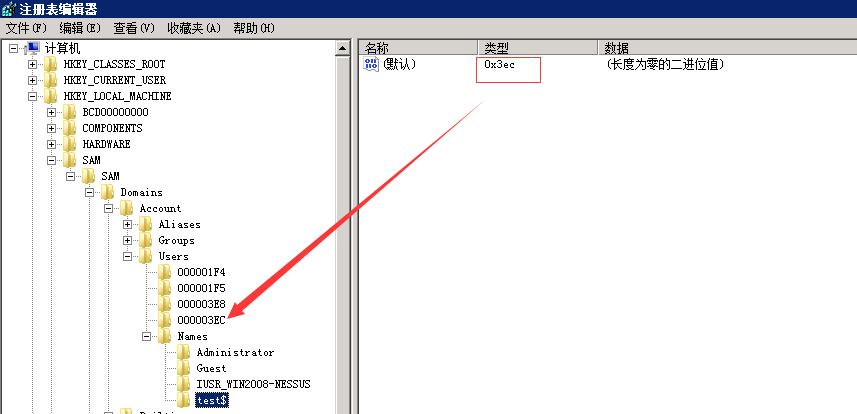 注册表编辑器
文件(F) 编辑(E) 查看(V) 收藏夹(A) 帮助(H)
计算机
HKEY_CLASSES_ROOT
HKEY_CURRENT_USER
HKEY_LOCAL_MACHINE
BCD00000000
COMPONENTS
HARDWARE
SAM
SAM
Domains
Account
Aliases
Groups
Users
000001F4
000001F5
000003E8
000003EC
Names
Administrator
Guest
IUSR_WIN2008-NESSUS
test$
名称 类型 数据
(默认) 0x3ec (长度为零的二进位值)